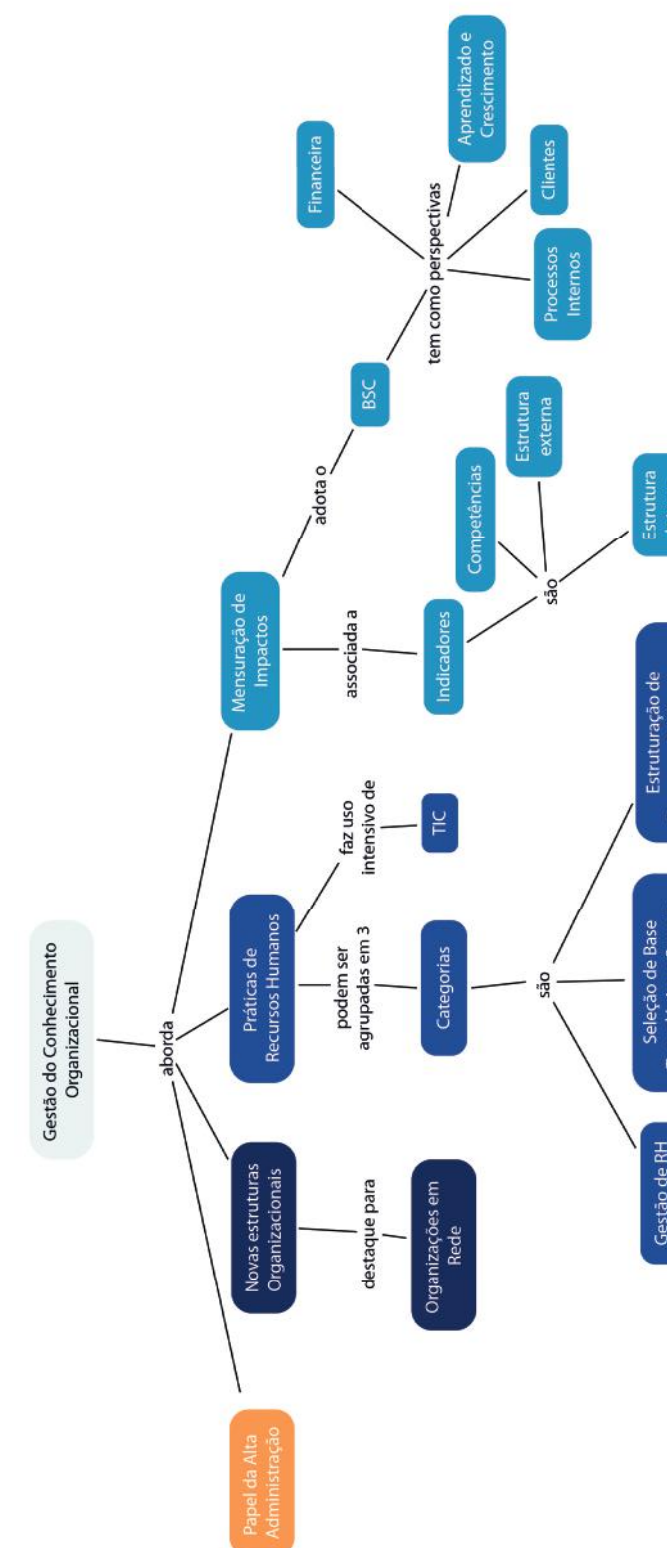 Gestão do Conhecimento
Organizacional
aborda
Papel da Alta
Administração
Novas estruturas
Organizacionais
destaque para
Organizações em
Rede
Práticas de
Recursos Humanos
podem ser
agrupadas em 3
Categorias
são
Gestão de RH
Seleção de Base
Estruturação de
faz uso
intensivo de
TIC
Mensuração de
Impactos
associada a
Indicadores
são
Competências
Estrutura
externa
Estrutura
adota o
BSC
tem como perspectivas
Financeira
Aprendizado e
Crescimento
Clientes
Processos
Internos